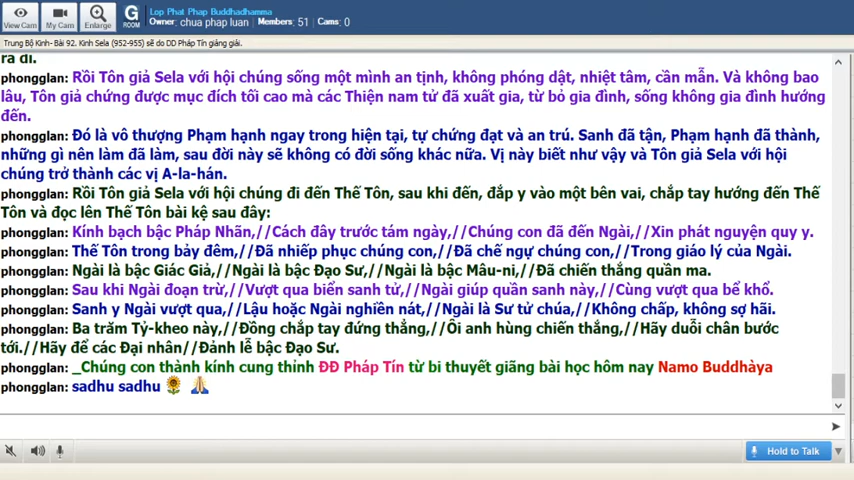 Lop Phat Phap Buddhadhamma
G Owner: chua phap luan Members: 51 Cams: 0
View Cam My Cam Enlarge ROOM
Trung Bộ Kinh- Bài 92. Kinh Sela (952-955) sẽ do DD Pháp Tín giảng giải.
ra đi.
phongglan: Rồi Tôn giả Sela với hội chúng sống một mình an tịnh, không phóng dật, nhiệt tâm, cần mẫn. Và không bao
lâu, Tôn giả chứng được mục đích tối cao mà các Thiện nam tử đã xuất gia, từ bỏ gia đình, sống không gia đình hướng
đến.
phongglan: Đó là vô thượng Phạm hạnh ngay trong hiện tại, tự chứng đạt và an trú. Sanh đã tận, Phạm hạnh đã thành,
những gì nên làm đã làm, sau đời này sẽ không có đời sống khác nữa. Vị này biết như vậy và Tôn giả Sela với hội
chúng trở thành các vị A-la-hán.
phongglan: Rồi Tôn giả Sela với hội chúng đi đến Thế Tôn, sau khi đến, đắp y vào một bên vai, chắp tay hướng đến Thế
Tôn và đọc lên Thế Tôn bài kệ sau đây:
phongglan: Kính bạch bậc Pháp Nhãn,//Cách đây trước tám ngày,//Chúng con đã đến Ngài,//Xin phát nguyện quy y.
phongglan: Thế Tôn trong bảy đêm,//Đã nhiếp phục chúng con,//Đã chế ngự chúng con,//Trong giáo lý của Ngài.
phongglan: Ngài là bậc Giác Giả,//Ngài là bậc Đạo Sư,//Ngài là bậc Mâu-ni,//Đã chiến thắng quần ma.
phongglan: Sau khi Ngài đoạn trừ,//Vượt qua biển sanh tử,//Ngài giúp quần sanh này,//Cùng vượt qua bể khổ.
phongglan: Sanh y Ngài vượt qua,//Lậu hoặc Ngài nghiền nát,//Ngài là Sư tử chúa,//Không chấp, không sợ hãi.
phongglan: Ba trăm Tỷ-kheo này,//Đồng chắp tay đứng thẳng,//Ôi anh hùng chiến thắng,//Hãy duỗi chân bước
tới.//Hãy để các Đại nhân//Đảnh lễ bậc Đạo Sư.
phongglan: _Chúng con thành kính cung thỉnh ĐĐ Pháp Tín từ bi thuyết giãng bài học hôm nay Namo Buddhàya
phongglan: sadhu sadhu
Hold to Talk